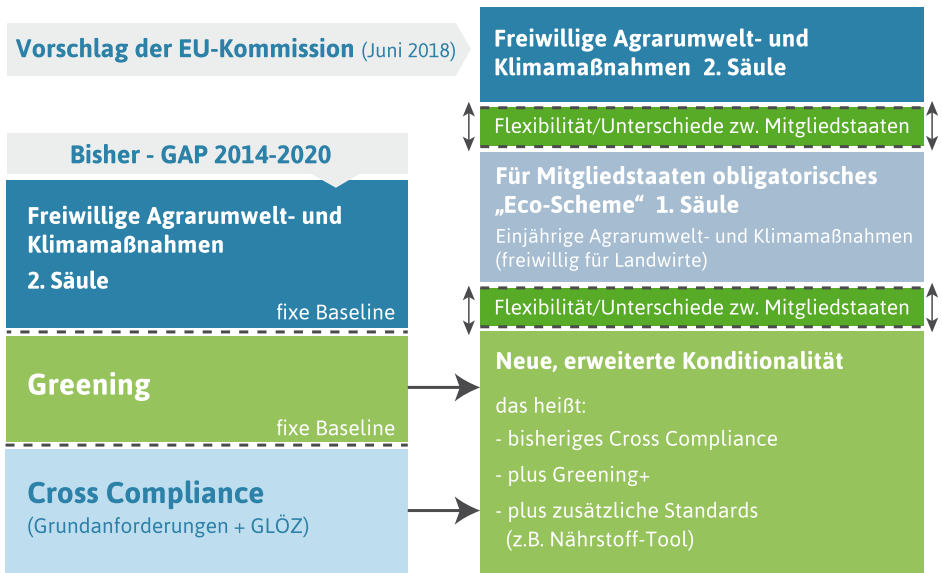 Vorschlag der EU-Kommission (Juni 2018)
Bisher - GAP 2014-2020
Freiwillige Agrarumwelt- und
Klimamaßnahmen
2. Säule
fixe Baseline
Greening
fixe Baseline
Cross Compliance
(Grundanforderungen + GLÖZ)
Freiwillige Agrarumwelt- und
Klimamaßnahmen 2. Säule
Flexibilität/Unterschiede zw. Mitgliedstaaten
Für Mitgliedstaaten obligatorisches
„Eco-Scheme“ 1. Säule
Einjährige Agrarumwelt- und Klimamaßnahmen
(freiwillig für Landwirte)
Flexibilität/Unterschiede zw. Mitgliedstaaten
Neue, erweiterte Konditionalität
das heißt:
- bisheriges Cross Compliance
- plus Greening+
- plus zusätzliche Standards
(z.B. Nährstoff-Tool)